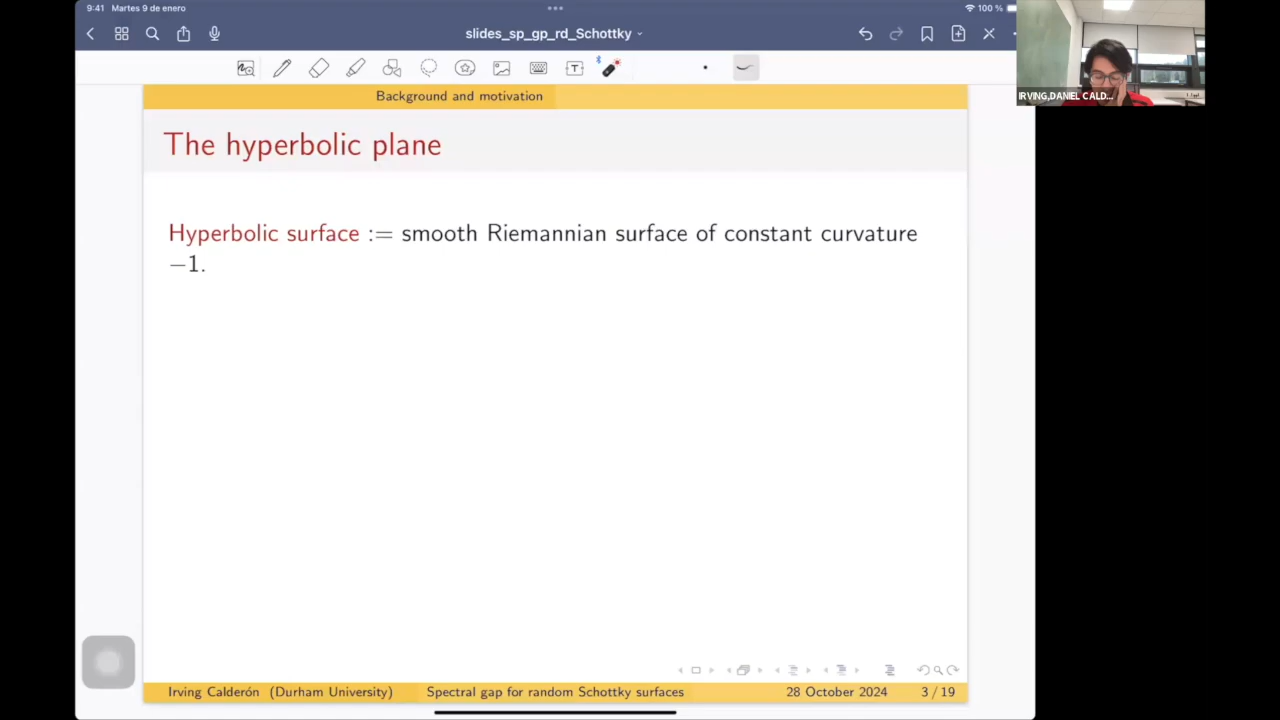 9:41 Martes 9 de enero
100 %
slides_sp_gp_rd_Schottky
IRVING,DANIEL CALD...
Background and motivation
The hyperbolic plane
Hyperbolic surface := smooth Riemannian surface of constant curvature
−1.
Irving Calderón (Durham University) Spectral gap for random Schottky surfaces 28 October 2024 3 / 19